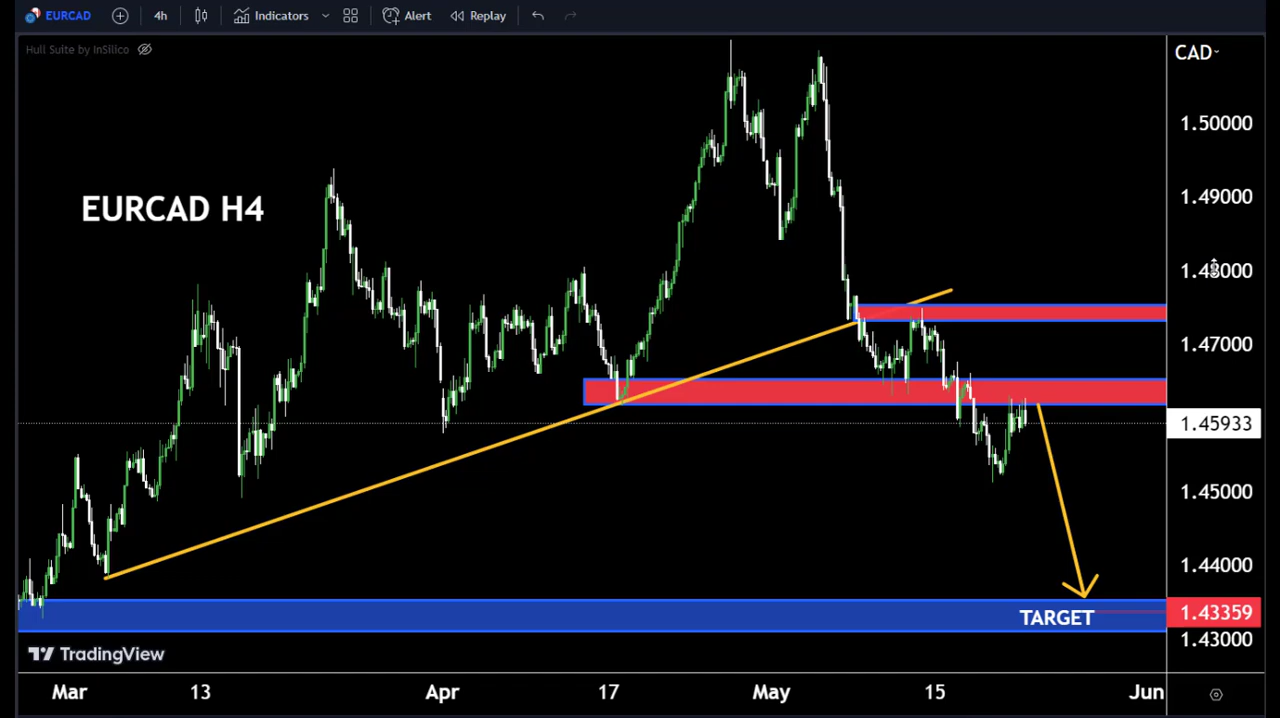 EURCAD 4h Indicators Alert Replay
Hull Suite by InSilico
CAD
1.50000
1.49000
EURCAD H4
1.48000
1.47000
1.45933
1.45000
1.44000
TARGET 1.43359
1.43000
TradingView
Mar 13 Apr 17 May 15 Jun